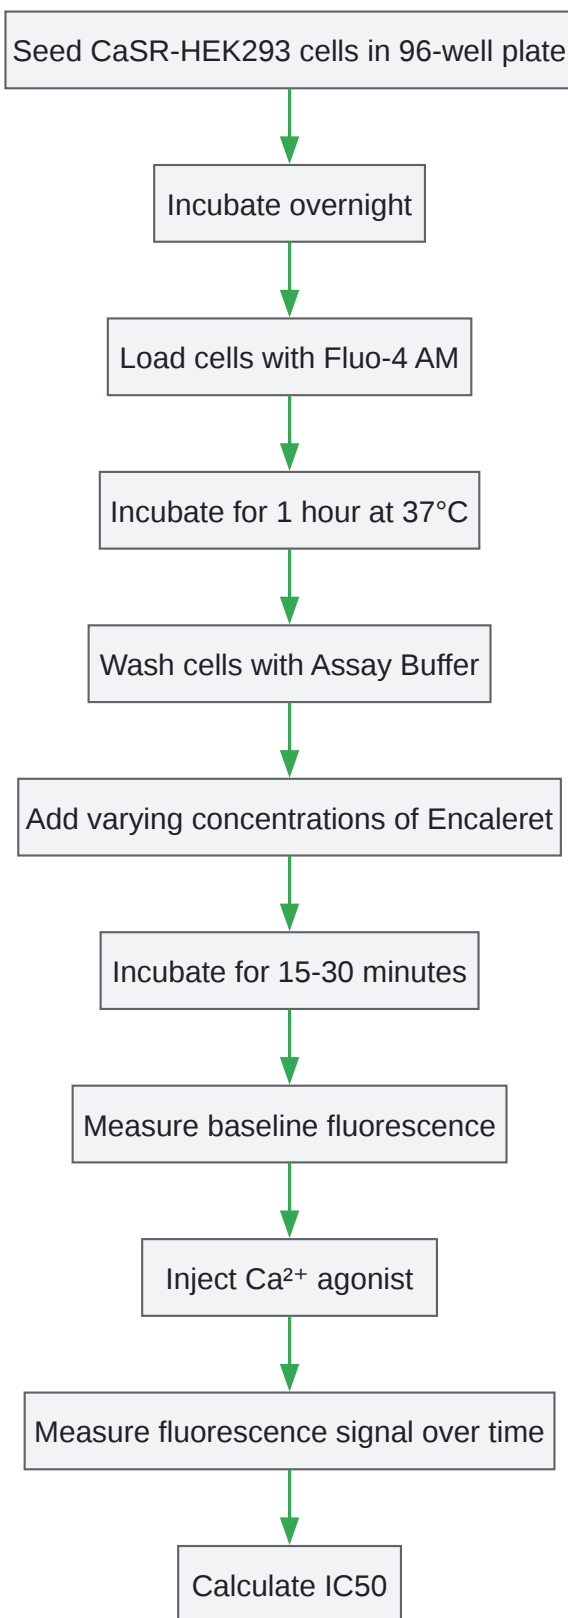 Seed CaSR-HEK293 cells in 96-well plate
Incubate overnight
Load cells with Fluo-4 AM
Incubate for 1 hour at 37°C
Wash cells with Assay Buffer
Add varying concentrations of Encaleret
Incubate for 15-30 minutes
Measure baseline fluorescence
Inject Ca²⁺ agonist
Measure fluorescence signal over time
Calculate IC50